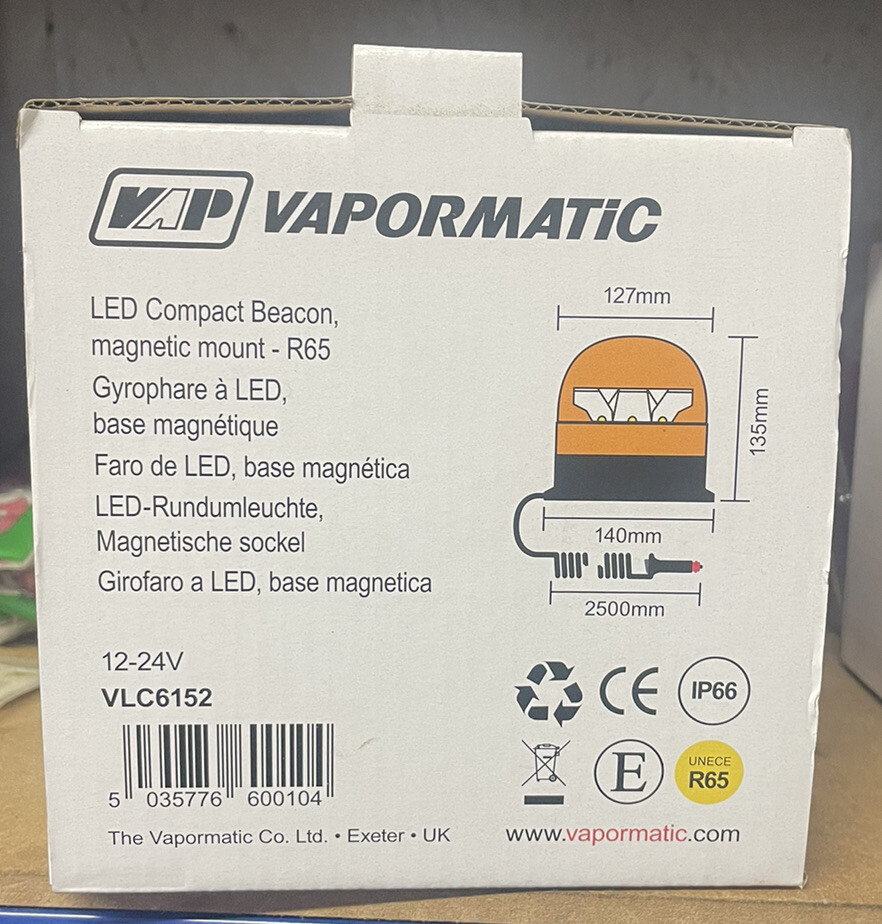 VAP VAPORMATiC
LED Compact Beacon,
magnetic mount - R65
Gyrophare à LED,
base magnétique
Faro de LED, base magnética
LED-Rundumleuchte,
Magnetische sockel
Girofaro a LED, base magnetica
127mm
135mm
140mm
2500mm
12-24V
VLC6152
5 035776 600104
The Vapormatic Co. Ltd. • Exeter • UK
CE IP66
E UNECE
R65
www.vapormatic.com